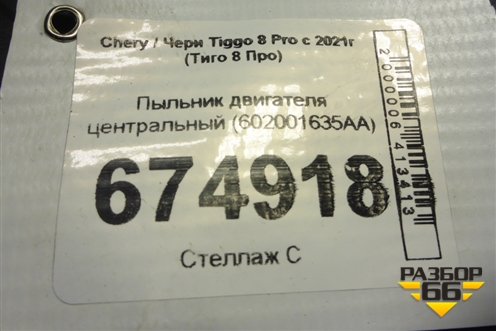 Chery / Чери Tiggo 8 Pro с 2021г
(Тиго 8 Про)
Пыльник двигателя
центральный (602001635AA)
674918
Стеллаж С
2000006413413
РАЗБОР
66